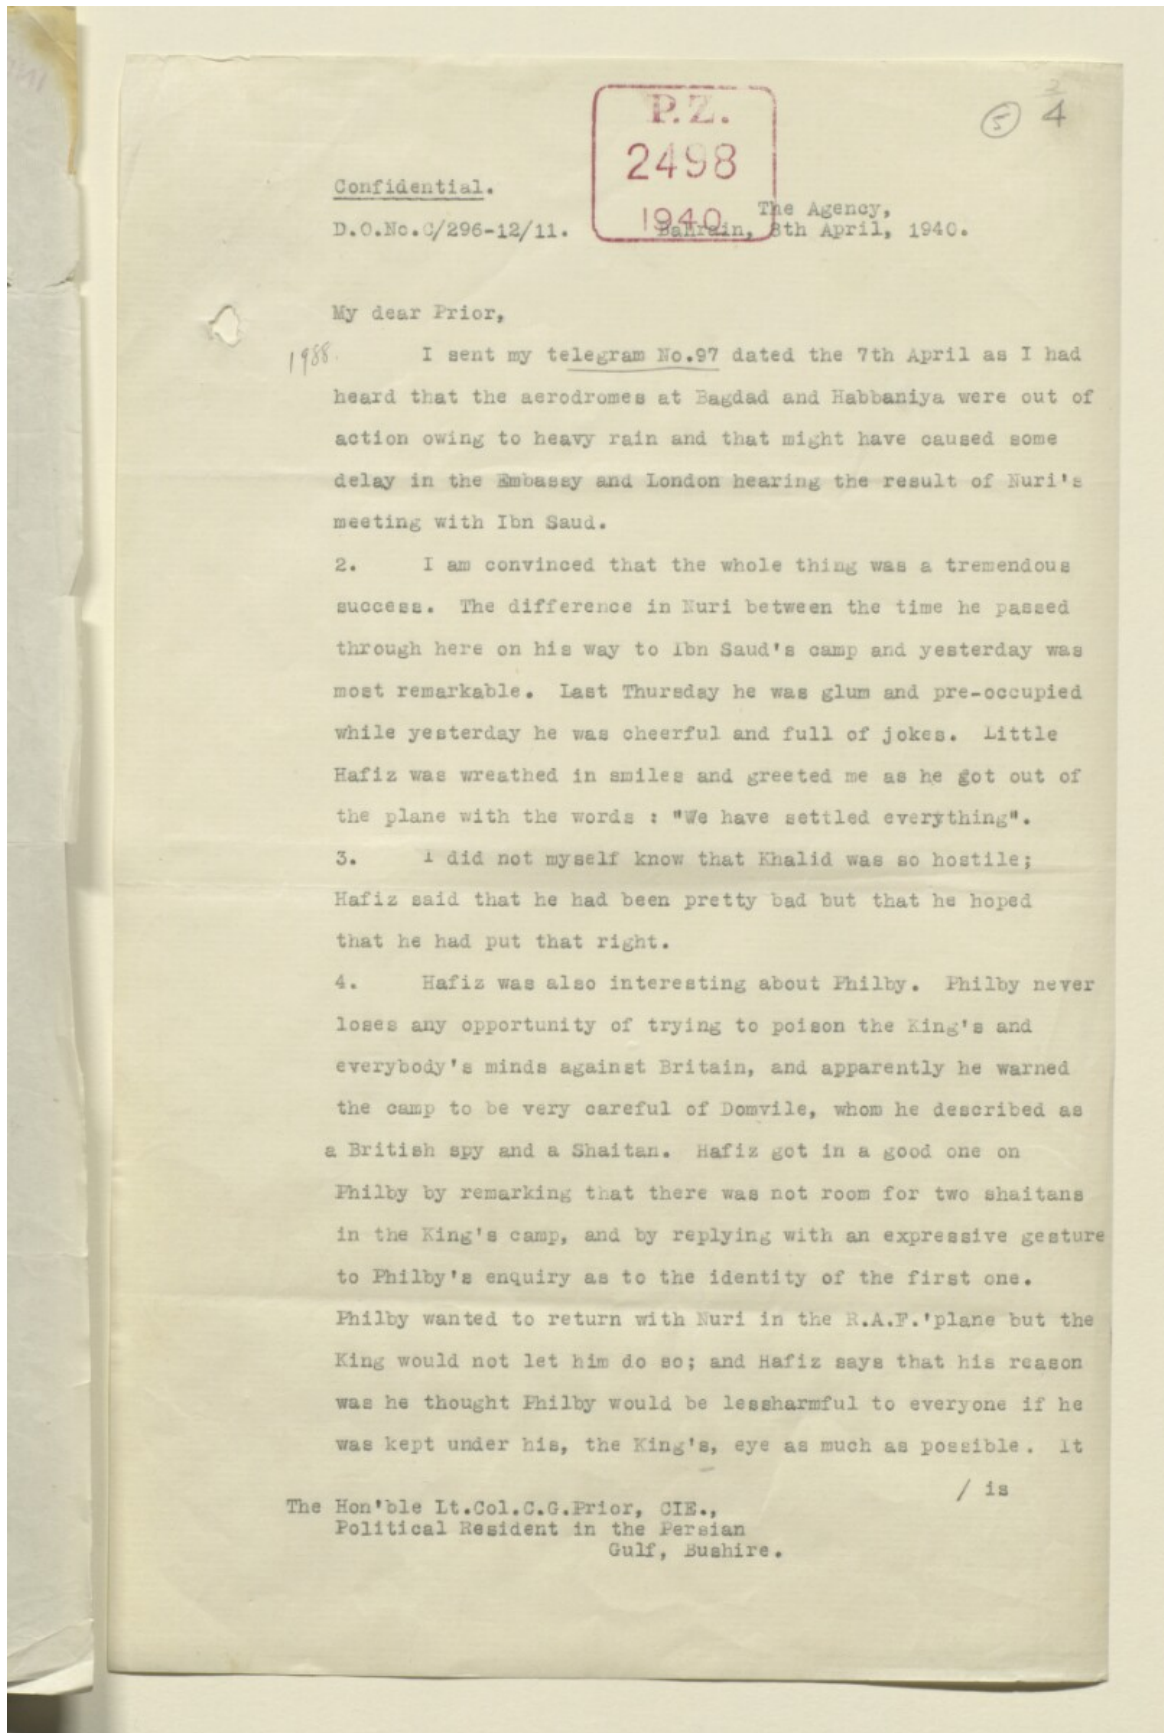 P.Z.
2498
1940
2
5 4
Confidential.
The Agency,
D.O.No.C/296-12/11. Bahrain, 8th April, 1940.
My dear Prior,
1988. I sent my telegram No.97 dated the 7th April as I had
heard that the aerodromes at Bagdad and Habbaniya were out of
action owing to heavy rain and that might have caused some
delay in the Embassy and London hearing the result of Nuri's
meeting with Ibn Saud.
2. I am convinced that the whole thing was a tremendous
success. The difference in Nuri between the time he passed
through here on his way to Ibn Saud's camp and yesterday was
most remarkable. Last Thursday he was glum and pre-occupied
while yesterday he was cheerful and full of jokes. Little
Hafiz was wreathed in smiles and greeted me as he got out of
the plane with the words : "We have settled everything".
3. I did not myself know that Khalid was so hostile;
Hafiz said that he had been pretty bad but that he hoped
that he had put that right.
4. Hafiz was also interesting about Philby. Philby never
loses any opportunity of trying to poison the King's and
everybody's minds against Britain, and apparently he warned
the camp to be very careful of Domvile, whom he described as
a British spy and a Shaitan. Hafiz got in a good one on
Philby by remarking that there was not room for two shaitans
in the King's camp, and by replying with an expressive gesture
to Philby's enquiry as to the identity of the first one.
Philby wanted to return with Nuri in the R.A.F.'plane but the
King would not let him do so; and Hafiz says that his reason
was he thought Philby would be lessharmful to everyone if he
was kept under his, the King's, eye as much as possible. It
/ is
The Hon'ble Lt.Col.C.G.Prior, CIE.,
Political Resident in the Persian
Gulf, Bushire.